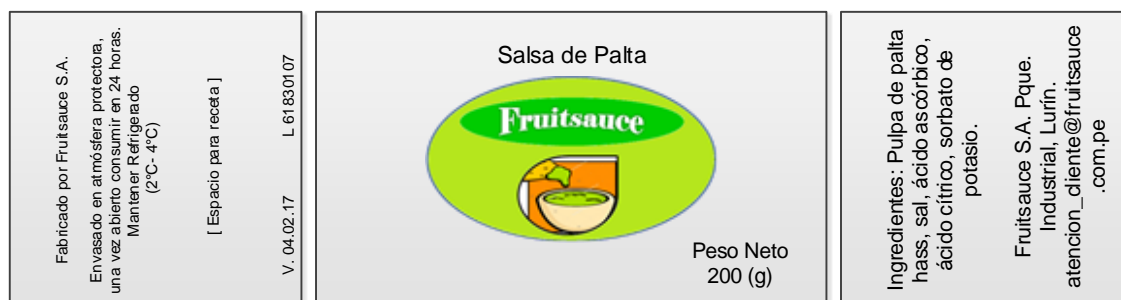 Fabricado por Fruitsauce S.A.
Envasado en atmósfera protectora,
una vez abierto consumir en 24 horas.
Mantener Refrigerado
(2°C- 4°C)
[ Espacio para receta ]
V. 04.02.17 L 61830107
Salsa de Palta
Fruitsauce
Peso Neto
200 (g)
Ingredientes: Pulpa de palta
hass, sal, ácido ascórbico,
ácido cítrico, sorbato de
potasio.
Fruitsauce S.A. Pque.
Industrial, Lurín.
atencion_diente@fruitsauce
.com.pe